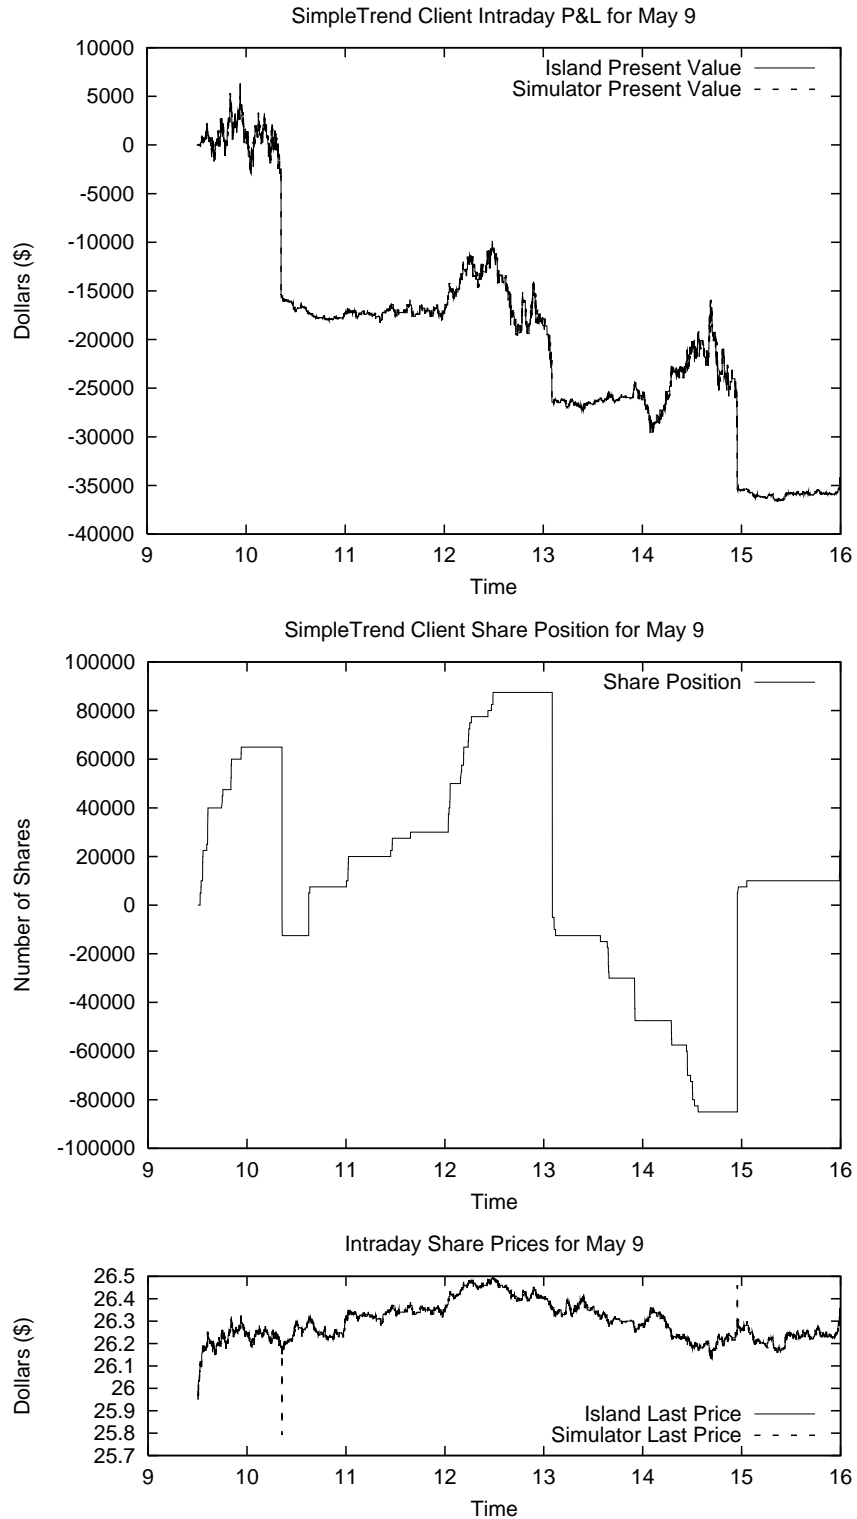 SimpleTrend Client Intraday P&L for May 9
10000
5000
0
-5000
-10000
-15000
-20000
-25000
-30000
-35000
-40000
Dollars ($)
Island Present Value
Simulator Present Value
9 10 11 12 13 14 15 16
Time
SimpleTrend Client Share Position for May 9
100000
80000
60000
40000
20000
0
-20000
-40000
-60000
-80000
-100000
Number of Shares
Share Position
9 10 11 12 13 14 15 16
Time
Intraday Share Prices for May 9
26.5
26.4
26.3
26.2
26.1
26
25.9
25.8
25.7
Dollars ($)
Island Last Price
Simulator Last Price
9 10 11 12 13 14 15 16
Time